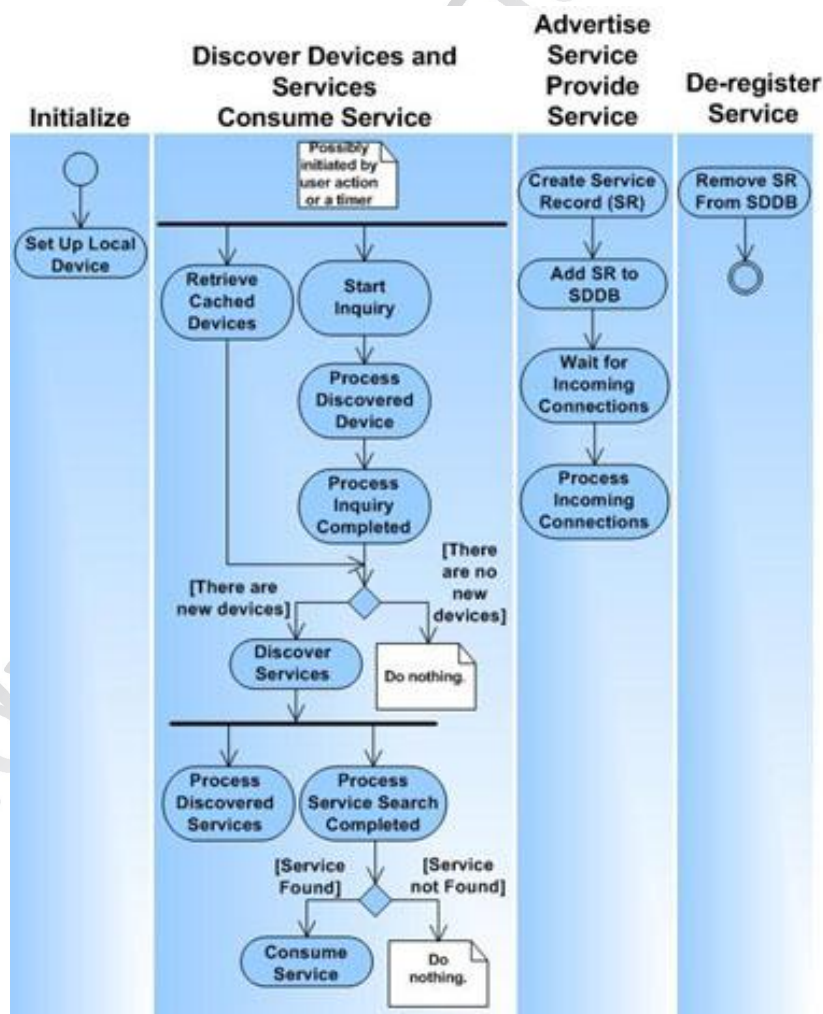 Initialize
Discover Devices and
Services
Consume Service
Advertise
Service
Provide
Service
De-register
Service
Set Up Local
Device
Possibly
initiated by
user action
or a timer
Retrieve
Cached
Devices
Start
Inquiry
Process
Discovered
Device
Process
Inquiry
Completed
[There are
new devices]
[There
are no
new
devices]
Discover
Services
Do nothing.
Process
Discovered
Services
Process
Service Search
Completed
[Service
Found]
[Service
not Found]
Consume
Service
Do
nothing.
Create Service
Record (SR)
Add SR to
SDDB
Wait for
Incoming
Connections
Process
Incoming
Connections
Remove SR
From SDDB